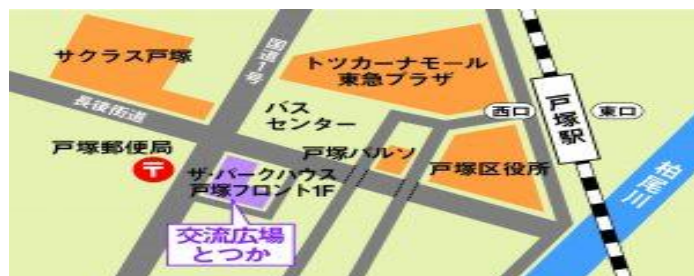 サクラス戸塚
国道1号
トツカーナモール
東急プラザ
長後街道
バス
センター
西口
戸塚駅
東口
戸塚郵便局
〒
ザ・パークハウス
戸塚フロント1F
戸塚パルソ
戸塚区役所
柏尾川
交流広場
とつか